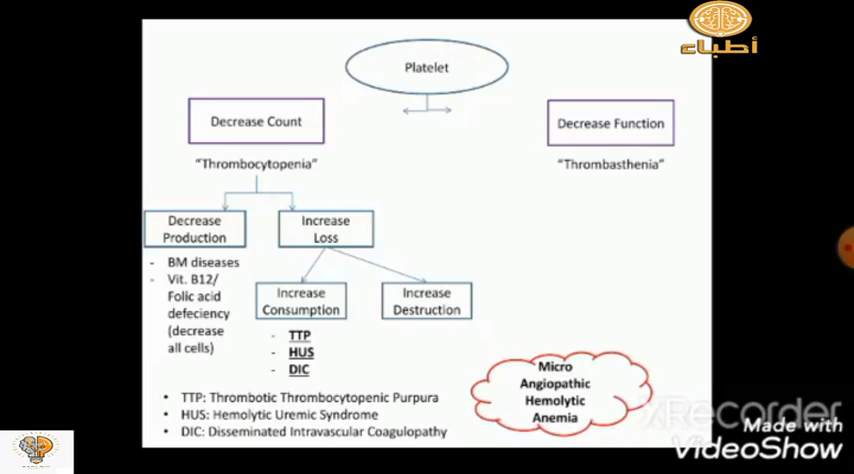 أطباء
Platelet
Decrease Count
Decrease Function
“Thrombocytopenia”
“Thrombasthenia”
Decrease
Production
Increase
Loss
- BM diseases
- Vit. B12/
Folic acid
defeciency
(decrease
all cells)
Increase
Consumption
Increase
Destruction
- TTP
- HUS
- DIC
Micro
Angiopathic
Hemolytic
Anemia
• TTP: Thrombotic Thrombocytopenic Purpura
• HUS: Hemolytic Uremic Syndrome
• DIC: Disseminated Intravascular Coagulopathy
XRecorder
Made with
VideoShow